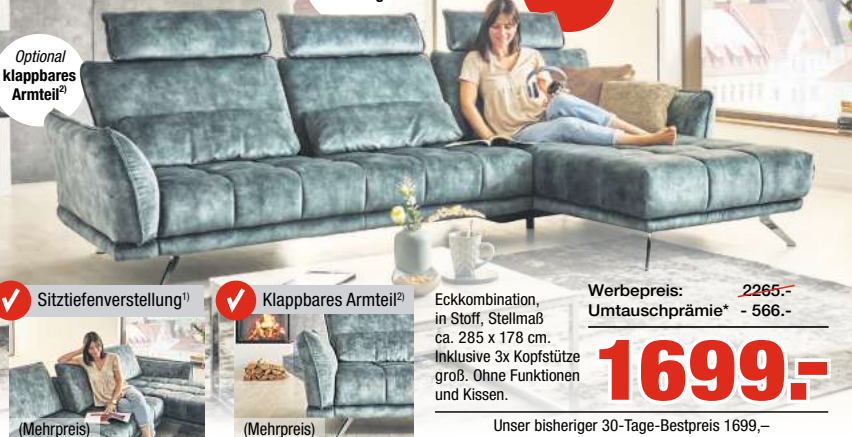 Optional
klappbares
Armteil²⁾
Sitztiefenverstellung¹⁾
(Mehrpreis)
Klappbares Armteil²⁾
(Mehrpreis)
Eckkombination,
in Stoff, Stellmaß
ca. 285 x 178 cm.
Inklusive 3x Kopfstütze
groß. Ohne Funktionen
und Kissen.
Werbepreis: 2265.-
Umtauschprämie* - 566.-
1699.-
Unser bisheriger 30-Tage-Bestpreis 1699,–